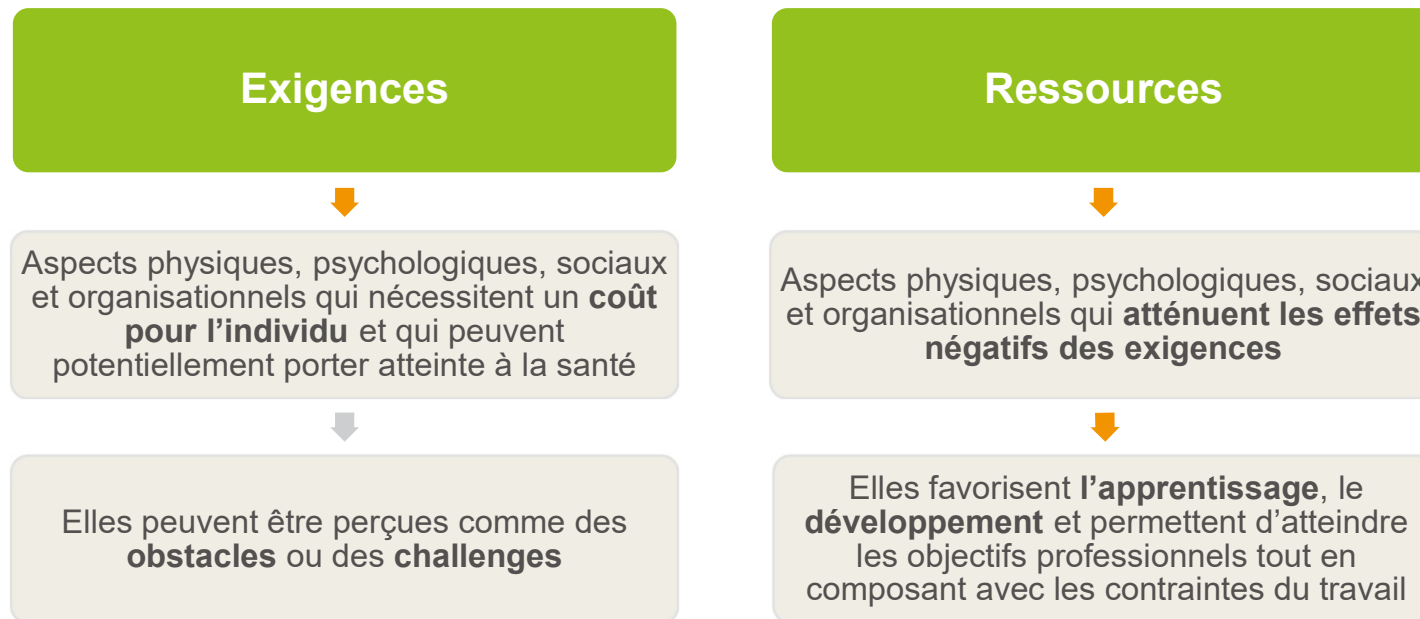 Exigences
Aspects physiques, psychologiques, sociaux
et organisationnels qui nécessitent un coût
pour l’individu et qui peuvent
potentiellement porter atteinte à la santé
Elles peuvent être perçues comme des
obstacles ou des challenges
Ressources
Aspects physiques, psychologiques, sociaux
et organisationnels qui atténuent les effets
négatifs des exigences
Elles favorisent l’apprentissage, le
développement et permettent d’atteindre
les objectifs professionnels tout en
composant avec les contraintes du travail